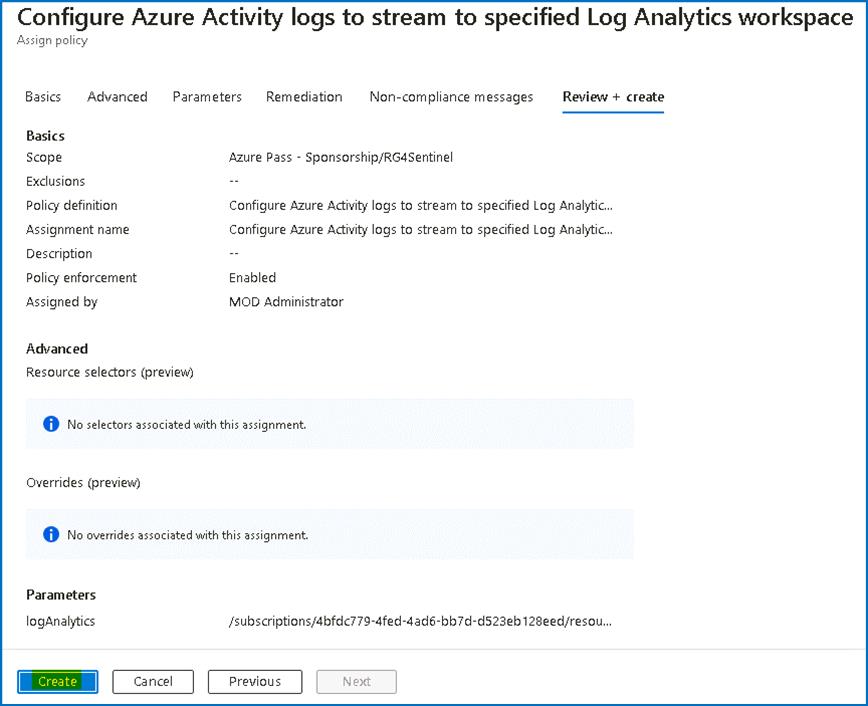 Configure Azure Activity logs to stream to specified Log Analytics workspace
Assign policy
Basics Advanced Parameters Remediation Non-compliance messages Review + create
Basics
Scope Azure Pass - Sponsorship/RG4Sentinel
Exclusions --
Policy definition Configure Azure Activity logs to stream to specified Log Analytic...
Assignment name Configure Azure Activity logs to stream to specified Log Analytic...
Description --
Policy enforcement Enabled
Assigned by MOD Administrator
Advanced
Resource selectors (preview)
No selectors associated with this assignment.
Overrides (preview)
No overrides associated with this assignment.
Parameters
logAnalytics /subscriptions/4bfdc779-4fed-4ad6-bb7d-d523eb128eed/resou...
Create Cancel Previous Next